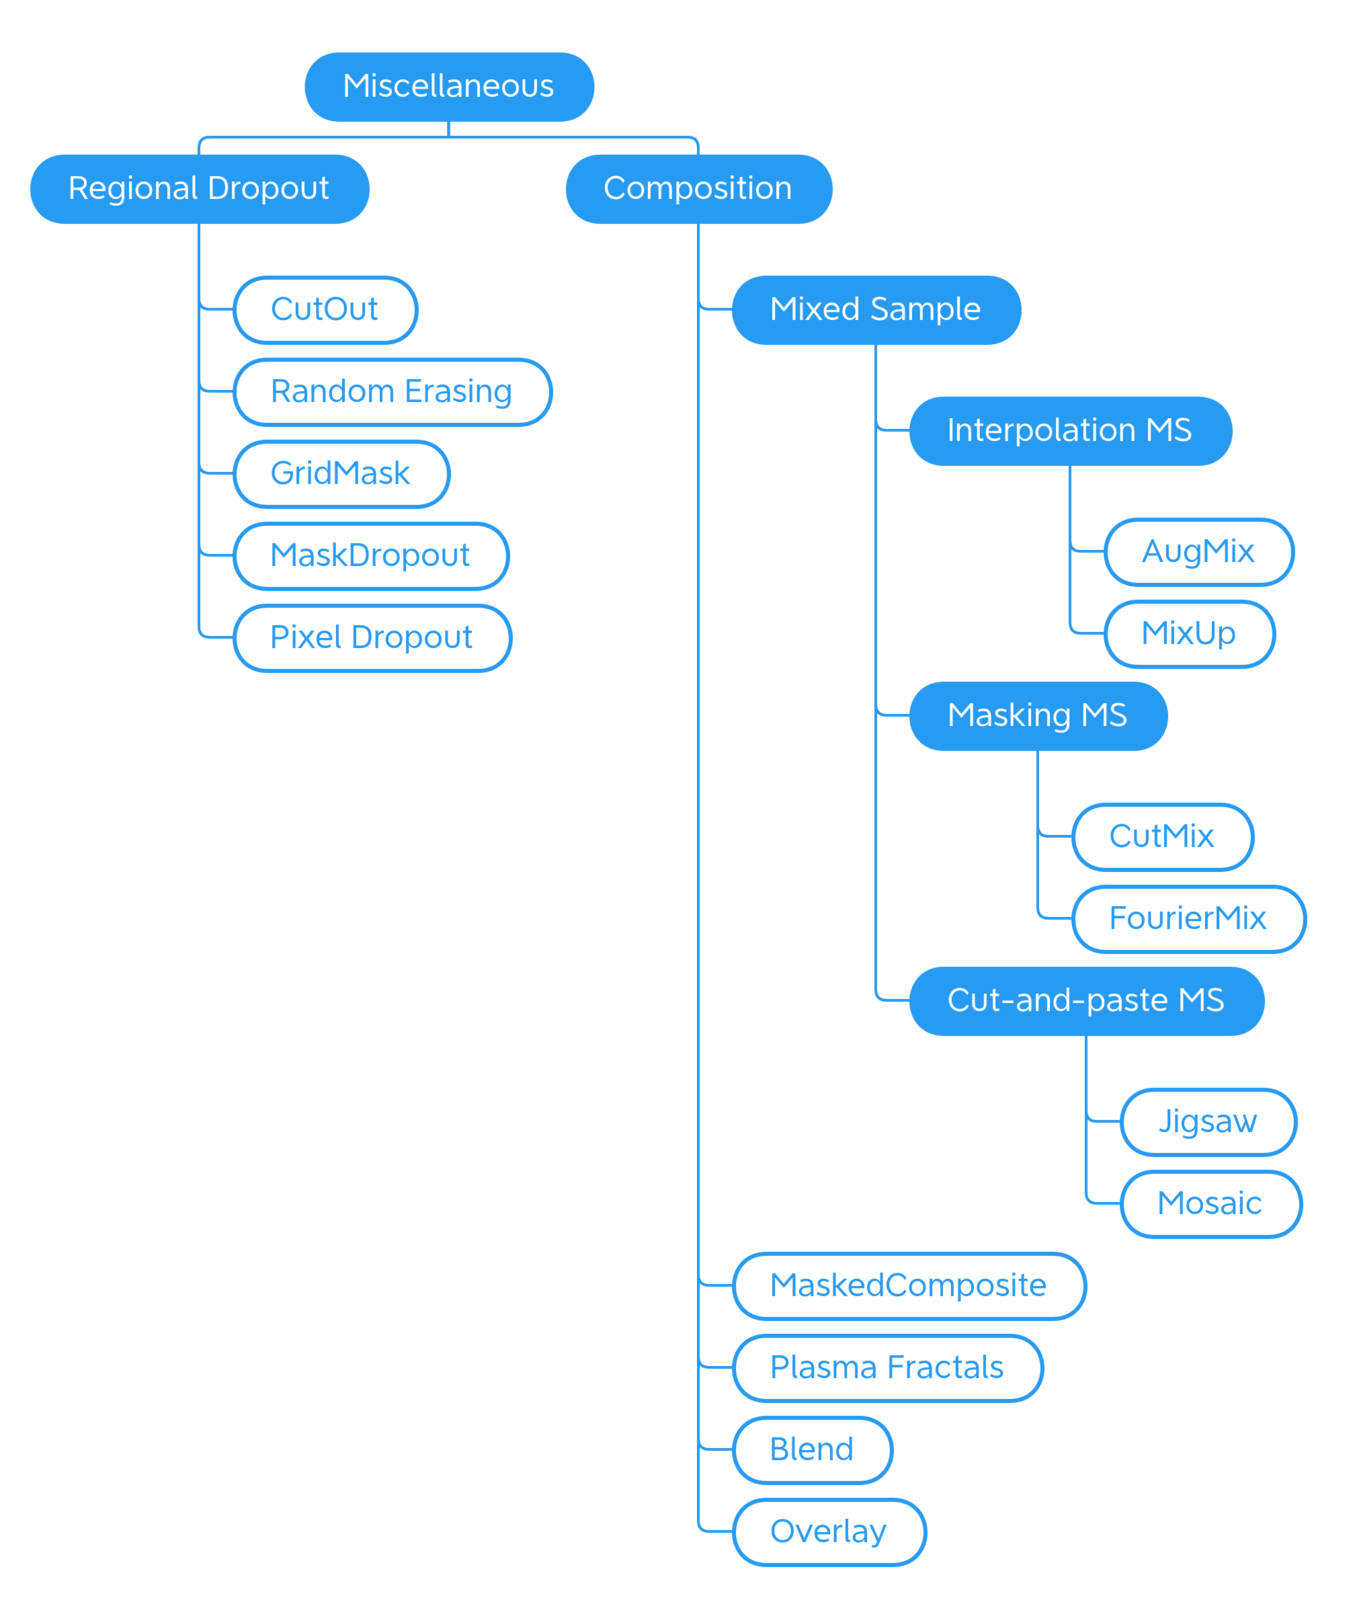 Miscellaneous
Regional Dropout
Composition
CutOut
Random Erasing
GridMask
MaskDropout
Pixel Dropout
Mixed Sample
Interpolation MS
AugMix
MixUp
Masking MS
CutMix
FourierMix
Cut-and-paste MS
Jigsaw
Mosaic
MaskedComposite
Plasma Fractals
Blend
Overlay